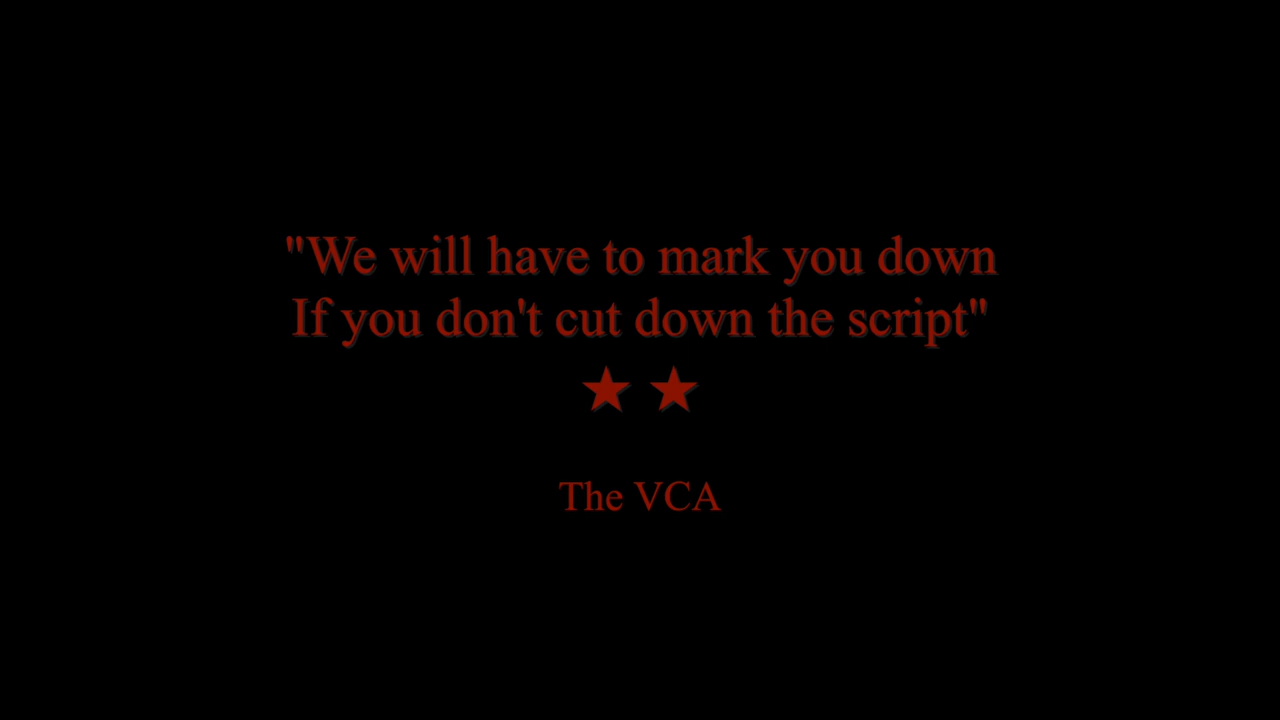 "We will have to mark you down
If you don't cut down the script"
★ ★
The VCA